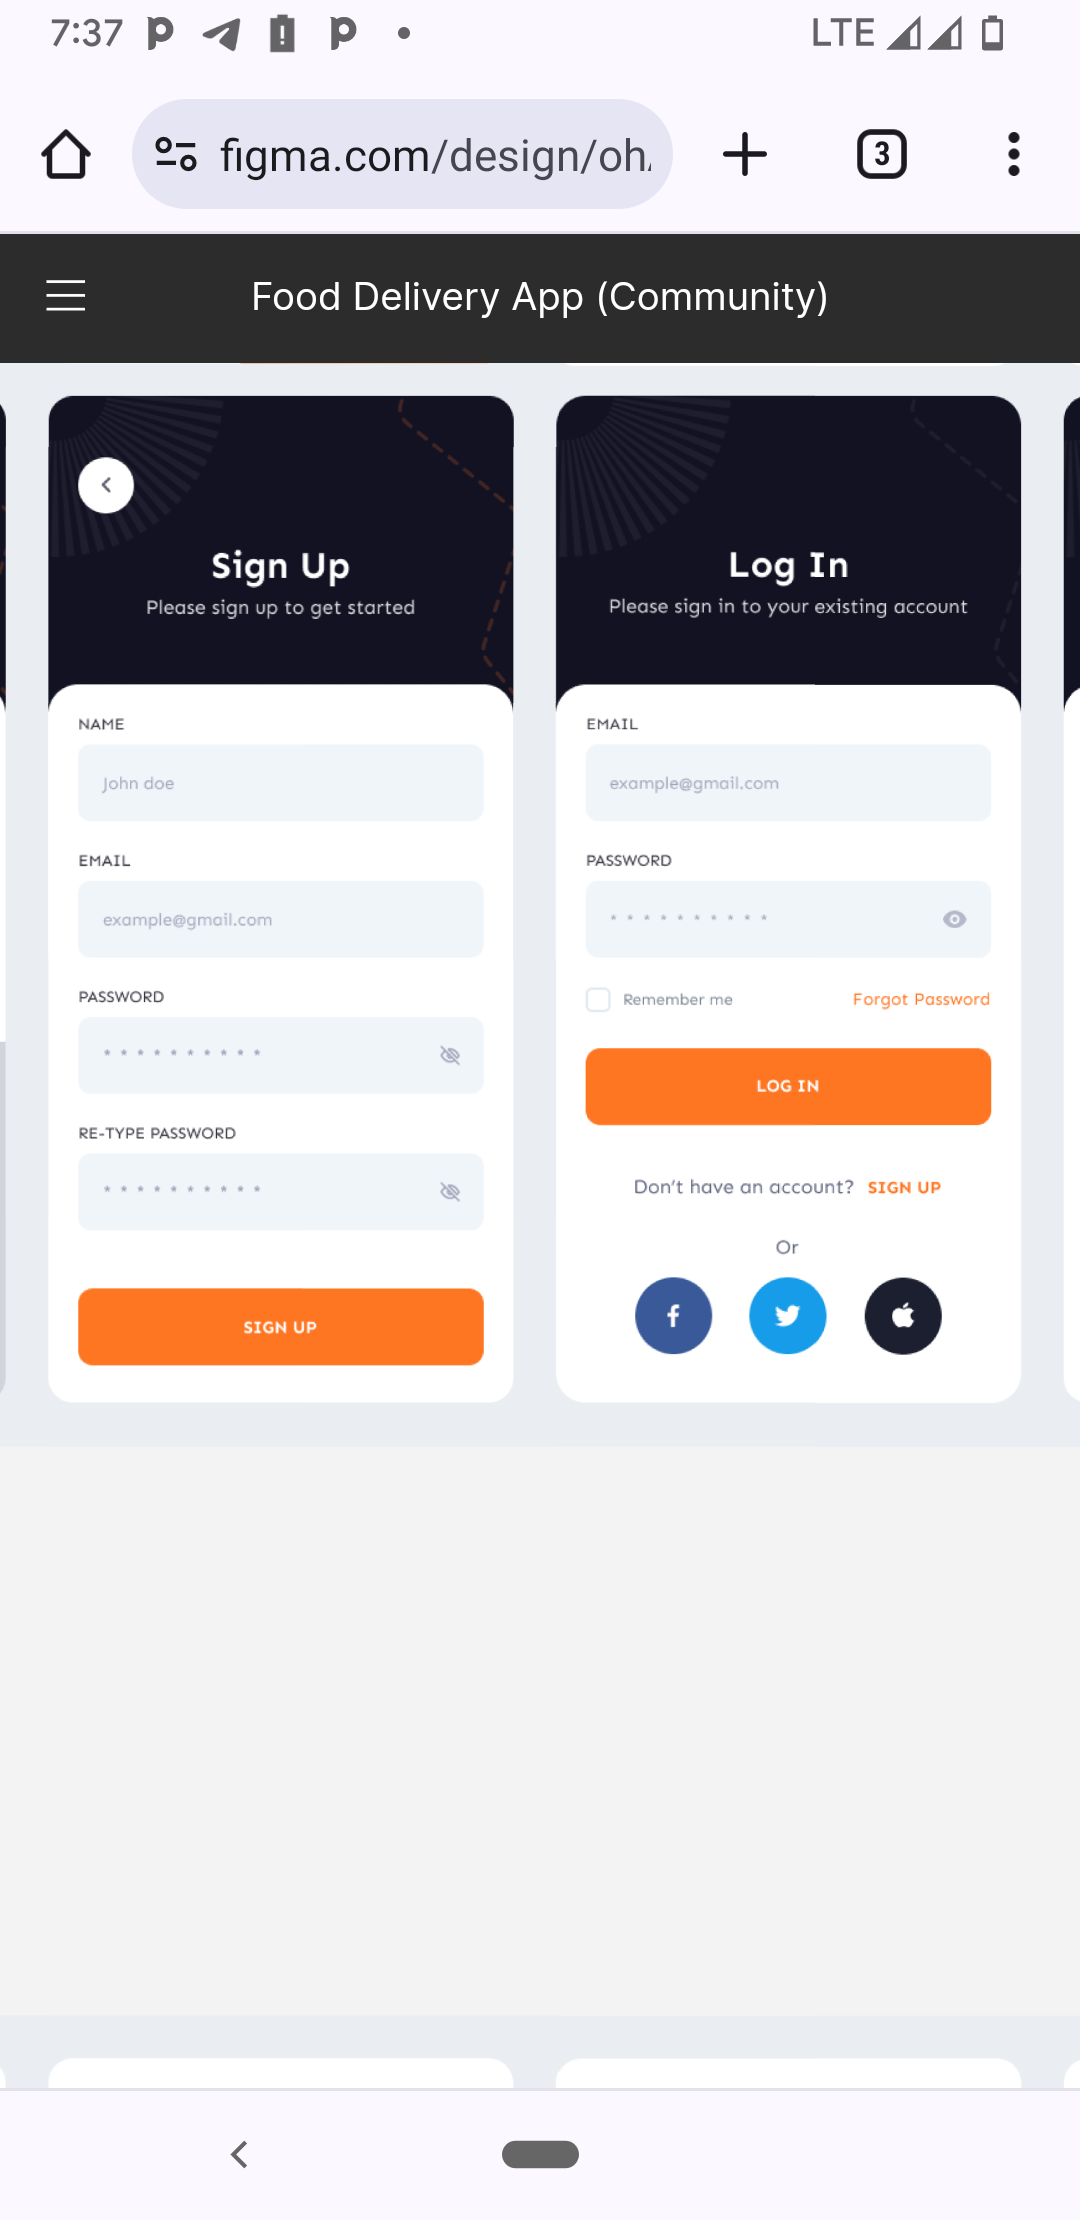 7:37
LTE
figma.com/design/oh
3
Food Delivery App (Community)
Sign Up
Please sign up to get started
NAME
John doe
EMAIL
example@gmail.com
PASSWORD
* * * * * * * * * *
RE-TYPE PASSWORD
* * * * * * * * * *
SIGN UP
Log In
Please sign in to your existing account
EMAIL
example@gmail.com
PASSWORD
* * * * * * * * * *
Remember me
Forgot Password
LOG IN
Don't have an account? SIGN UP
Or